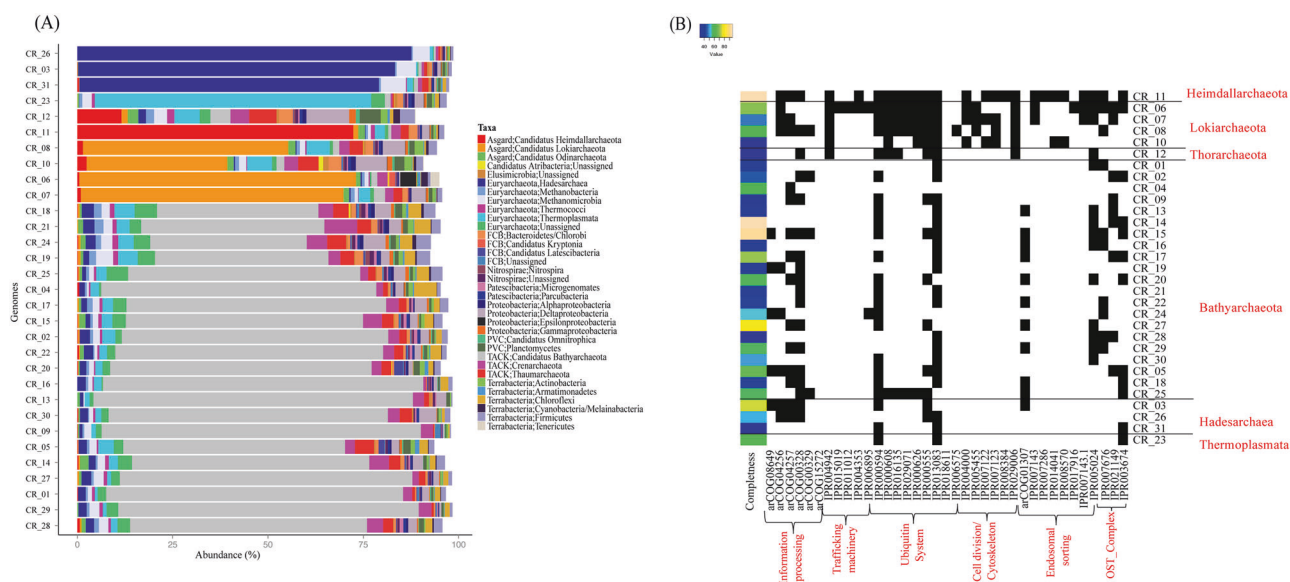 (A)
CR_26
CR_03
CR_31
CR_23
CR_12
CR_11
CR_08
CR_10
CR_06
CR_07
CR_18
CR_21
CR_24
CR_19
CR_25
CR_04
CR_17
CR_15
CR_02
CR_22
CR_20
CR_16
CR_13
CR_30
CR_09
CR_05
CR_14
CR_27
CR_01
CR_29
CR_28
Genomes
0 25 50 75 100
Abundance (%)
Taxa
Asgard;Candidatus Heimdallarchaeota
Asgard;Candidatus Lokiarchaeota
Asgard;Candidatus Odinarchaeota
Candidatus Atribacteria;Unassigned
Elusimicrobia;Unassigned
Euryarchaeota;Hadesarchaea
Euryarchaeota;Methanobacteria
Euryarchaeota;Methanomicrobia
Euryarchaeota;Thermococci
Euryarchaeota;Thermoplasmata
Euryarchaeota;Unassigned
FCB;Bacteroidetes/Chlorobi
FCB;Candidatus Kryptonia
FCB;Candidatus Latescibacteria
FCB;Unassigned
Nitrospirae;Nitrospira
Nitrospirae;Unassigned
Patescibacteria;Microgenomates
Patescibacteria;Parcubacteria
Proteobacteria;Alphaproteobacteria
Proteobacteria;Deltaproteobacteria
Proteobacteria;Epsilonproteobacteria
Proteobacteria;Gammaproteobacteria
PVC;Candidatus Omnitrophica
PVC;Planctomycetes
TACK;Candidatus Bathyarchaeota
TACK;Crenarchaeota
TACK;Thaumarchaeota
Terrabacteria;Actinobacteria
Terrabacteria;Armatimonadetes
Terrabacteria;Chloroflexi
Terrabacteria;Cyanobacteria/Melainabacteria
Terrabacteria;Firmicutes
Terrabacteria;Tenericutes
(B)
40 60 80
Value
CR_11
CR_06
CR_07
CR_08
CR_10
CR_12
CR_01
CR_02
CR_04
CR_09
CR_13
CR_14
CR_15
CR_16
CR_17
CR_19
CR_20
CR_21
CR_22
CR_24
CR_27
CR_28
CR_29
CR_30
CR_05
CR_18
CR_25
CR_03
CR_26
CR_31
CR_23
Heimdallarchaeota
Lokiarchaeota
Thorarchaeota
Bathyarchaeota
Hadesarchaea
Thermoplasmata
Completness
arCOG08649
arCOG04256
arCOG04257
arCOG00328
arCOG00329
arCOG15272
IPR004942
IPR015019
IPR011012
IPR004353
IPR006895
IPR000594
IPR000608
IPR016135
IPR029071
IPR000626
IPR005555
IPR013083
IPR018611
IPR006575
IPR004000
IPR005455
IPR007122
IPR007123
IPR008384
IPR029006
arCOG01307
IPR007143
IPR007286
IPR014041
IPR008570
IPR017916
IPR007143.1
IPR005024
IPR007676
IPR021149
IPR003674
nformation
processing
Trafficking
machinery
Ubiquitin
System
Cell division/
Cytoskeleton
Endosomal
sorting
OST_Complex